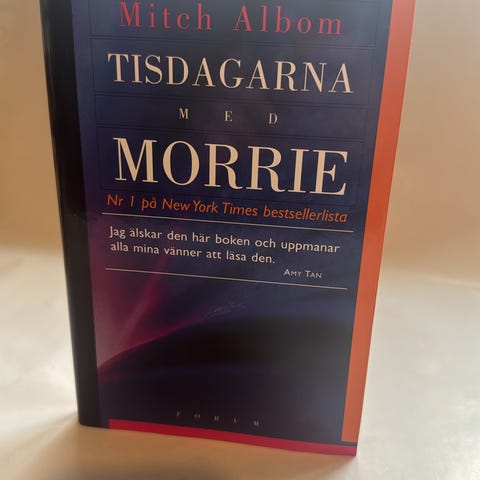 Mitch Albom
TISDAGARNA
MED
MORRIE
Nr 1 på New York Times bestsellerlista
Jag älskar den här boken och uppmanar
alla mina vänner att läsa den.
AMY TAN
FORUM